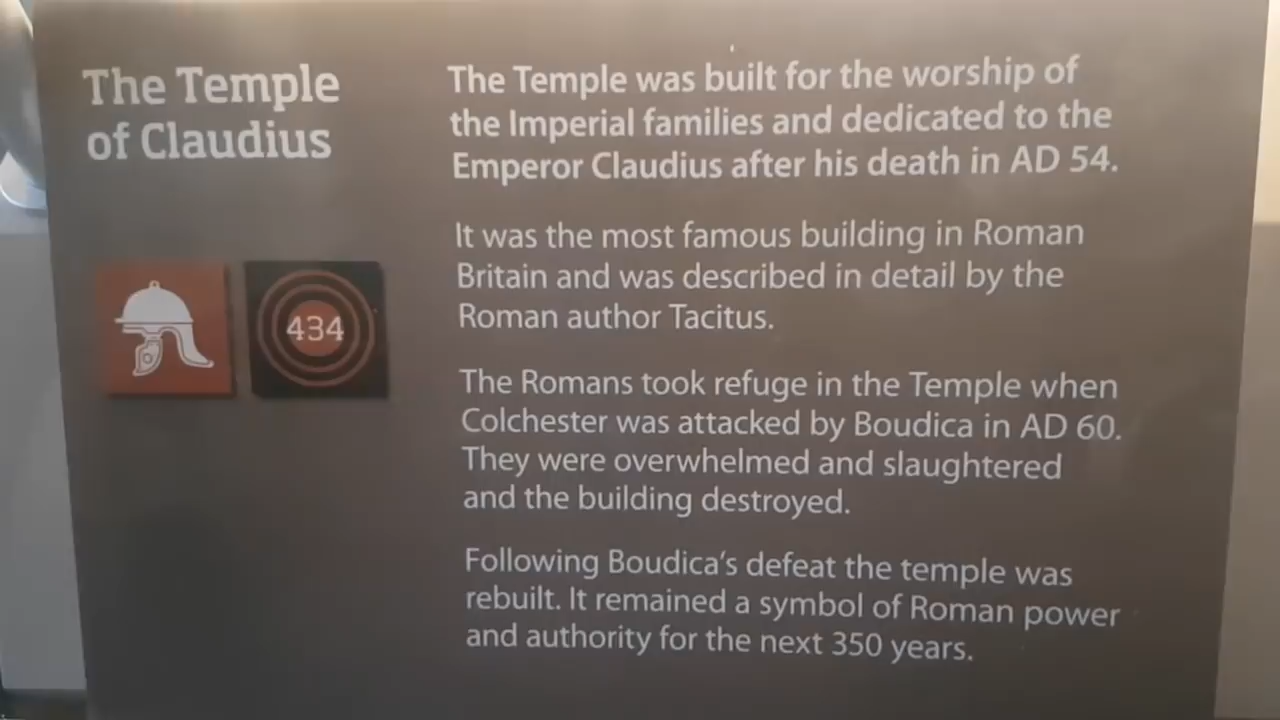 The Temple
of Claudius
434
The Temple was built for the worship of
the Imperial families and dedicated to the
Emperor Claudius after his death in AD 54.
It was the most famous building in Roman
Britain and was described in detail by the
Roman author Tacitus.
The Romans took refuge in the Temple when
Colchester was attacked by Boudica in AD 60.
They were overwhelmed and slaughtered
and the building destroyed.
Following Boudica's defeat the temple was
rebuilt. It remained a symbol of Roman power
and authority for the next 350 years.